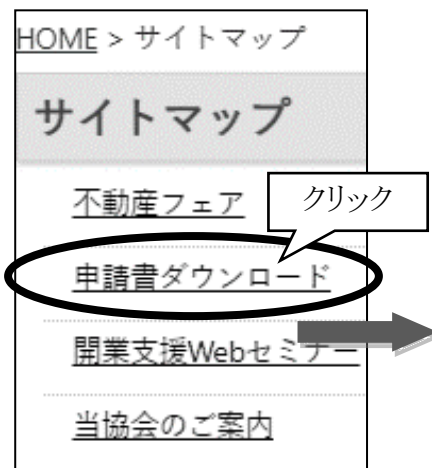 HOME > サイトマップ
サイトマップ
不動産フェア
クリック
申請書ダウンロード
開業支援Webセミナー
当協会のご案内